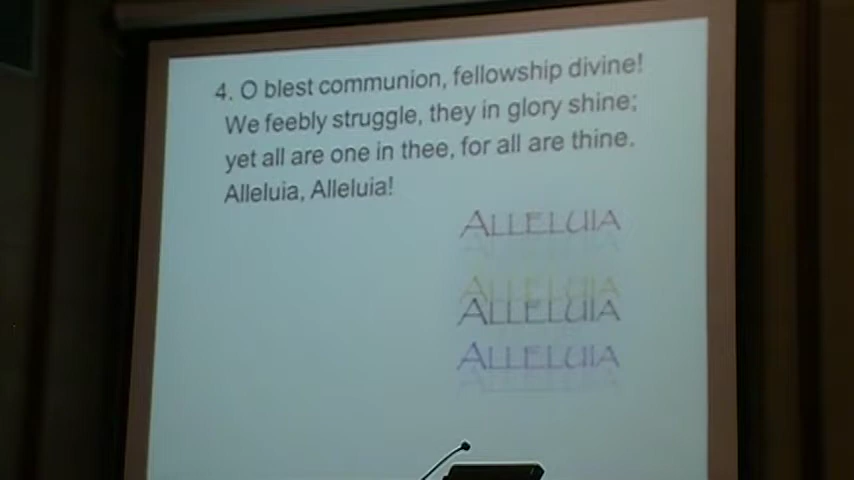 4. O blest communion, fellowship divine!
We feebly struggle, they in glory shine;
yet all are one in thee, for all are thine.
Alleluia, Alleluia!
ALLELUIA
ALLELUIA
ALLELUIA
ALLELUIA